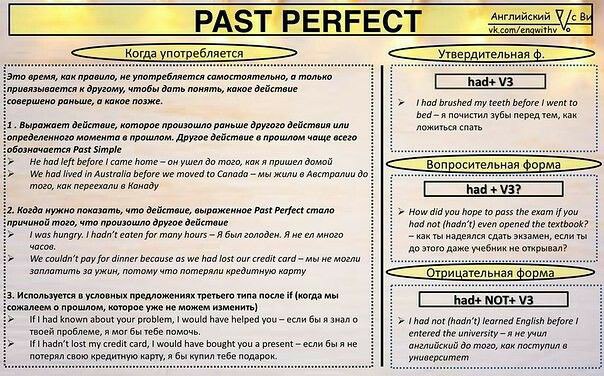 PAST PERFECT
Английский с Ви
vk.com/engwithv
Когда употребляется
Это время, как правило, не употребляется самостоятельно, а только
привязывается к другому, чтобы дать понять, какое действие
совершено раньше, а какое позже.
1 . Выражает действие, которое произошло раньше другого действия или
определенного момента в прошлом. Другое действие в прошлом чаще всего
обозначается Past Simple
➢ He had left before I came home – он ушел до того, как я пришел домой
➢ We had lived in Australia before we moved to Canada – мы жили в Австралии до
того, как переехали в Канаду
2. Когда нужно показать, что действие, выраженное Past Perfect стало
причиной того, что произошло другое действие
➢ I was hungry. I hadn't eaten for many hours – Я был голоден. Я не ел много
часов.
➢ We couldn't pay for dinner because as we had lost our credit card – мы не могли
заплатить за ужин, потому что потеряли кредитную карту
3. Используется в условных предложениях третьего типа после if (когда мы
сожалеем о прошлом, которое уже не можем изменить)
➢ If I had known about your problem, I would have helped you – если бы я знал о
твоей проблеме, я мог бы тебе помочь.
➢ If I hadn't lost my credit card, I would have bought you a present – если бы я не
потерял свою кредитную карту, я бы купил тебе подарок.
Утвердительная ф.
had+ V3
➢ I had brushed my teeth before I went to
bed – я почистил зубы перед тем, как
ложиться спать
Вопросительная форма
had + V3?
➢ How did you hope to pass the exam if you
had not (hadn't) even opened the textbook?
– как ты надеялся сдать экзамен, если ты
до этого даже учебник не открывал?
Отрицательная форма
had+ NOT+ V3
➢ I had not (hadn't) learned English before I
entered the university – я не учил
английский до того, как поступил в
университет